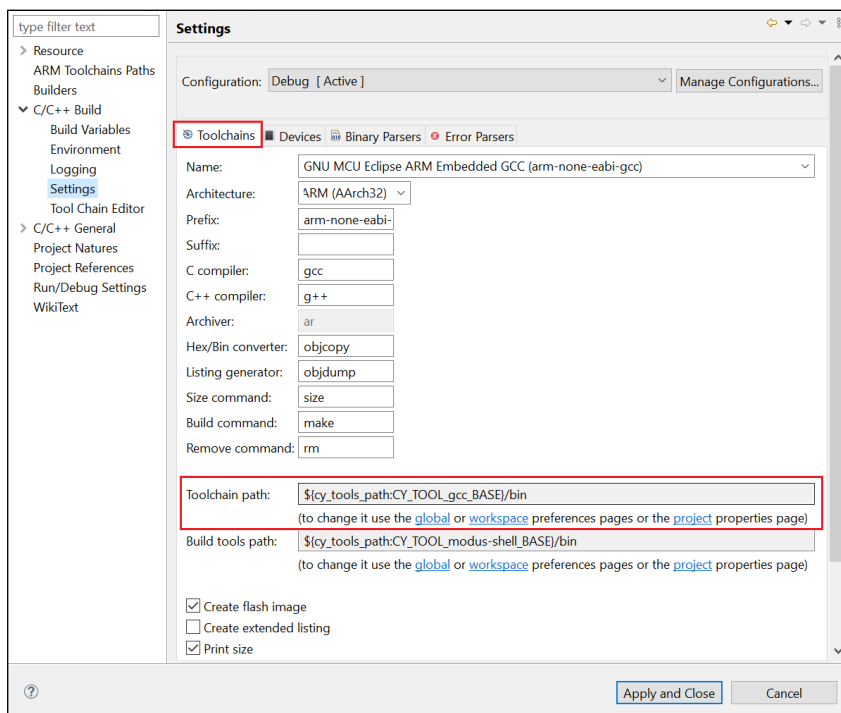 type filter text
Resource
ARM Toolchains Paths
Builders
C/C++ Build
Build Variables
Environment
Logging
Settings
Tool Chain Editor
C/C++ General
Project Natures
Project References
Run/Debug Settings
WikiText
Settings
Configuration: Debug [ Active ] Manage Configurations...
Toolchains Devices Binary Parsers Error Parsers
Name: GNU MCU Eclipse ARM Embedded GCC (arm-none-eabi-gcc)
Architecture: ARM (AArch32)
Prefix: arm-none-eabi-
Suffix:
C compiler: gcc
C++ compiler: g++
Archiver: ar
Hex/Bin converter: objcopy
Listing generator: objdump
Size command: size
Build command: make
Remove command: rm
Toolchain path: ${cy_tools_path:CY_TOOL_gcc_BASE}/bin
(to change it use the global or workspace preferences pages or the project properties page)
Build tools path: ${cy_tools_path:CY_TOOL_modus-shell_BASE}/bin
(to change it use the global or workspace preferences pages or the project properties page)
Create flash image
Create extended listing
Print size
Apply and Close Cancel